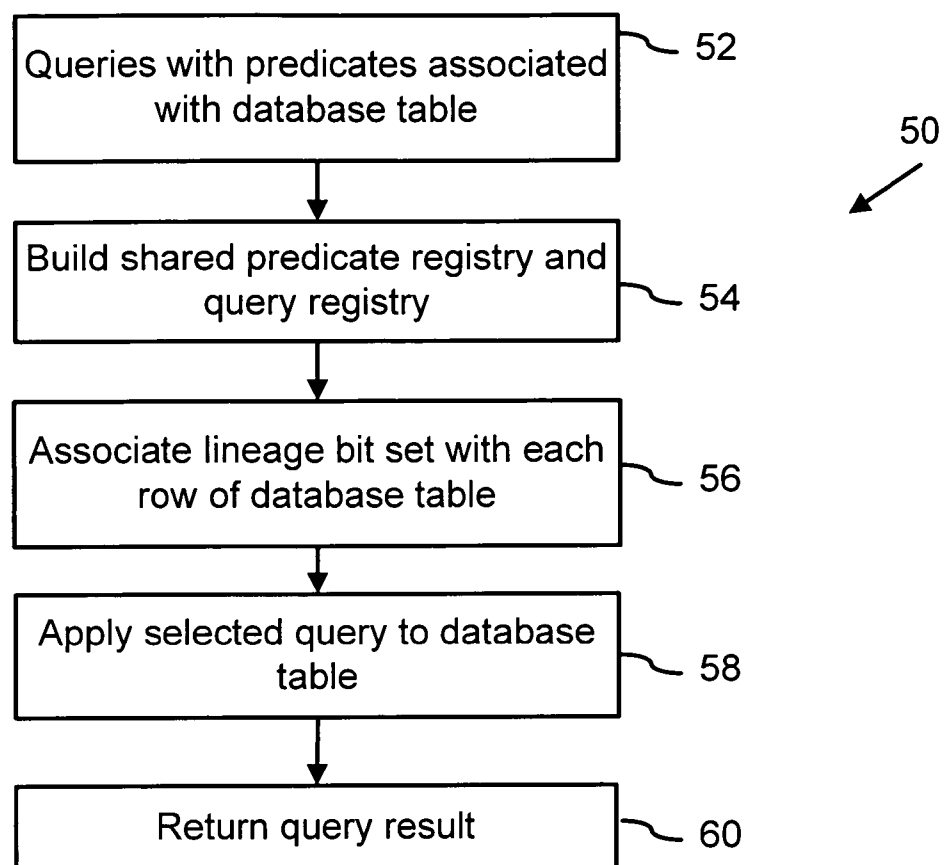 Queries with predicates associated
with database table
52
50
Build shared predicate registry and
query registry
54
Associate lineage bit set with each
row of database table
56
Apply selected query to database
table
58
Return query result
60